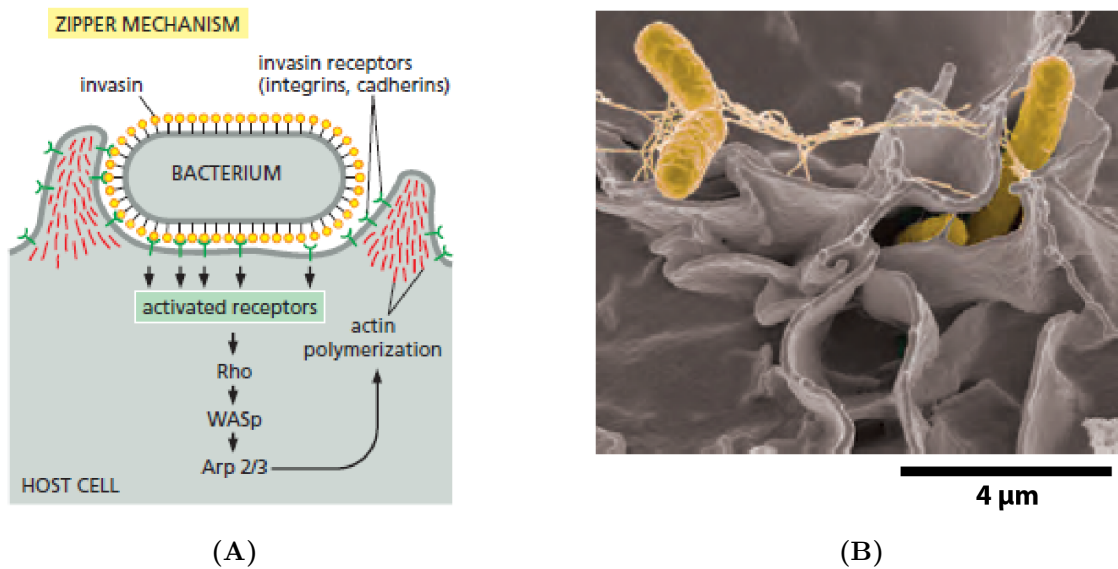 ZIPPER MECHANISM
invasin
invasin receptors
(integrins, cadherins)
BACTERIUM
activated receptors
actin
polymerization
Rho
WASp
Arp 2/3
HOST CELL
4 μm
(A)
(B)